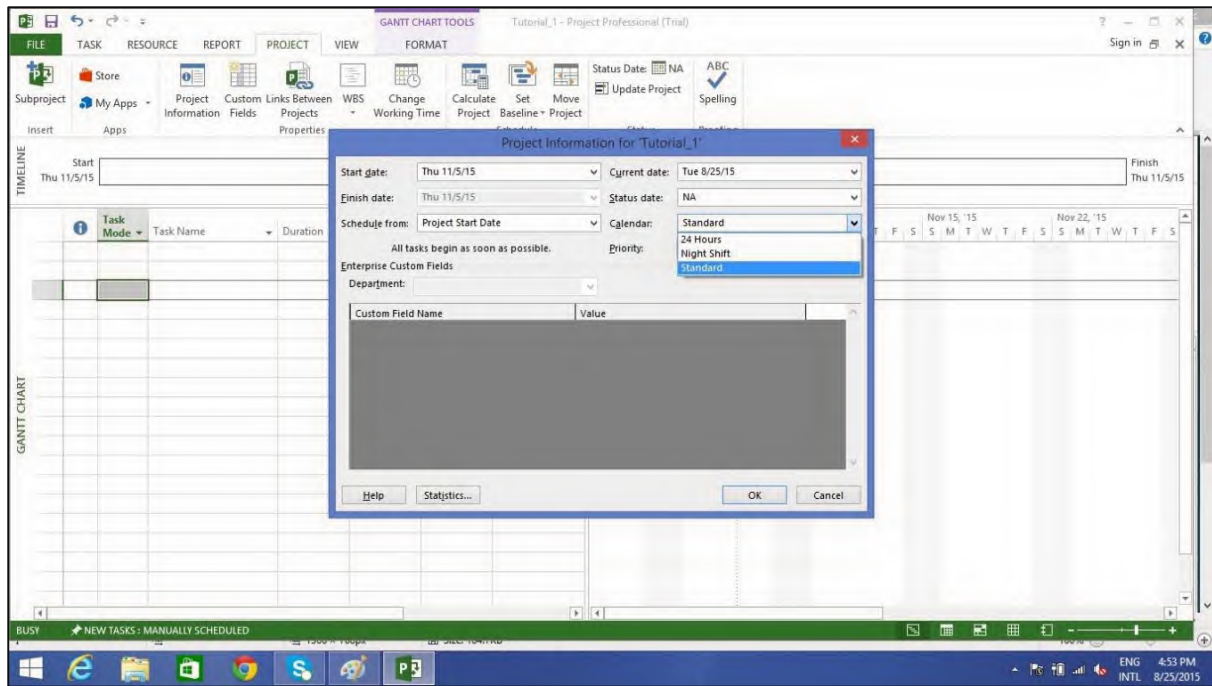 GANTT CHART TOOLS
Tutorial_1 - Project Professional (Trial)
FILE TASK RESOURCE REPORT PROJECT VIEW FORMAT
Sign in
Subproject
Store
My Apps
Project Information
Custom Fields
Links Between Projects
WBS
Change Working Time
Calculate Project
Set Baseline
Move Project
Status Date: NA
Update Project
ABC
Spelling
Insert Apps Properties
TIMELINE
Start
Thu 11/5/15
Finish
Thu 11/5/15
Project Information for 'Tutorial_1'
Start date: Thu 11/5/15
Current date: Tue 8/25/15
Finish date: Thu 11/5/15
Status date: NA
Schedule from: Project Start Date
Calendar: Standard
24 Hours
Night Shift
Standard
All tasks begin as soon as possible.
Priority:
Enterprise Custom Fields
Department:
Custom Field Name Value
Help Statistics... OK Cancel
Task Mode Task Name Duration
Nov 15, '15 Nov 22, '15
T F S S M T W T F S S M T W T F S
GANTT CHART
BUSY NEW TASKS : MANUALLY SCHEDULED
ENG 4:53 PM
INTL 8/25/2015